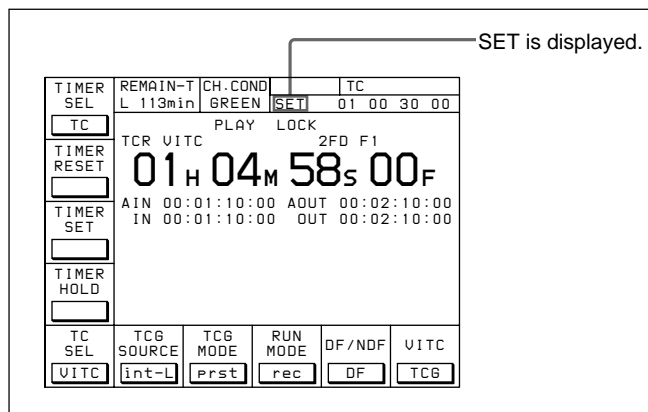 SET is displayed.
TIMER SEL
TC
REMAIN-T
L 113min
CH.COND
GREEN
SET
TC
01 00 30 00
PLAY LOCK
TCR VITC 2FD F1
01H 04M 58S 00F
AIN 00:01:10:00 AOUT 00:02:10:00
IN 00:01:10:00 OUT 00:02:10:00
TIMER RESET
TIMER SET
TIMER HOLD
TC SEL
VITC
TCG SOURCE
int-L
TCG MODE
prst
RUN MODE
rec
DF/NDF
DF
VITC
TCG